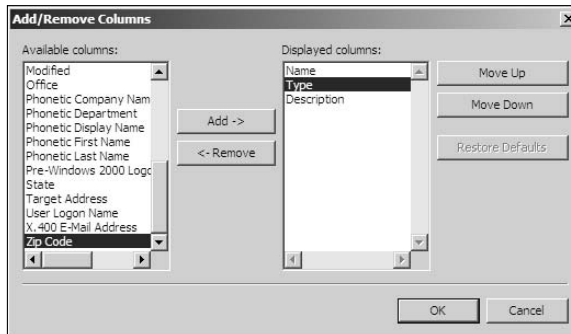 Add/Remove Columns
Available columns:
Modified
Office
Phonetic Company Nam
Phonetic Department
Phonetic Display Name
Phonetic First Name
Phonetic Last Name
Pre-Windows 2000 Logo
State
Target Address
User Logon Name
X.400 E-Mail Address
Zip Code
Add ->
<- Remove
Displayed columns:
Name
Type
Description
Move Up
Move Down
Restore Defaults
OK
Cancel